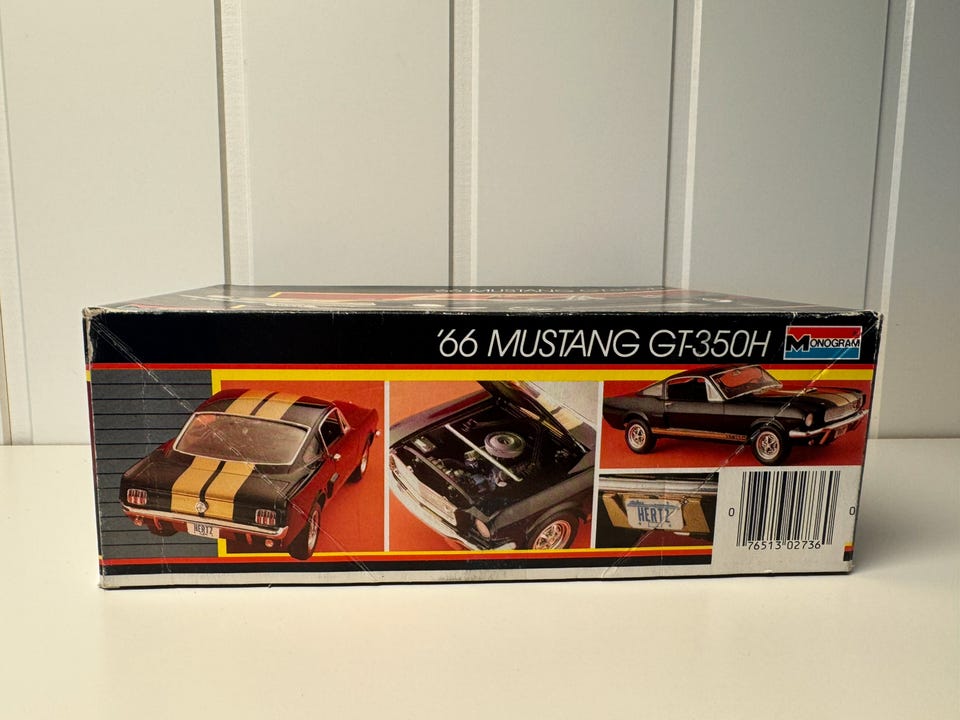 '66 MUSTANG GT-350H
MONOGRAM
HERTZ
HERTZ
0 76513 02736 0